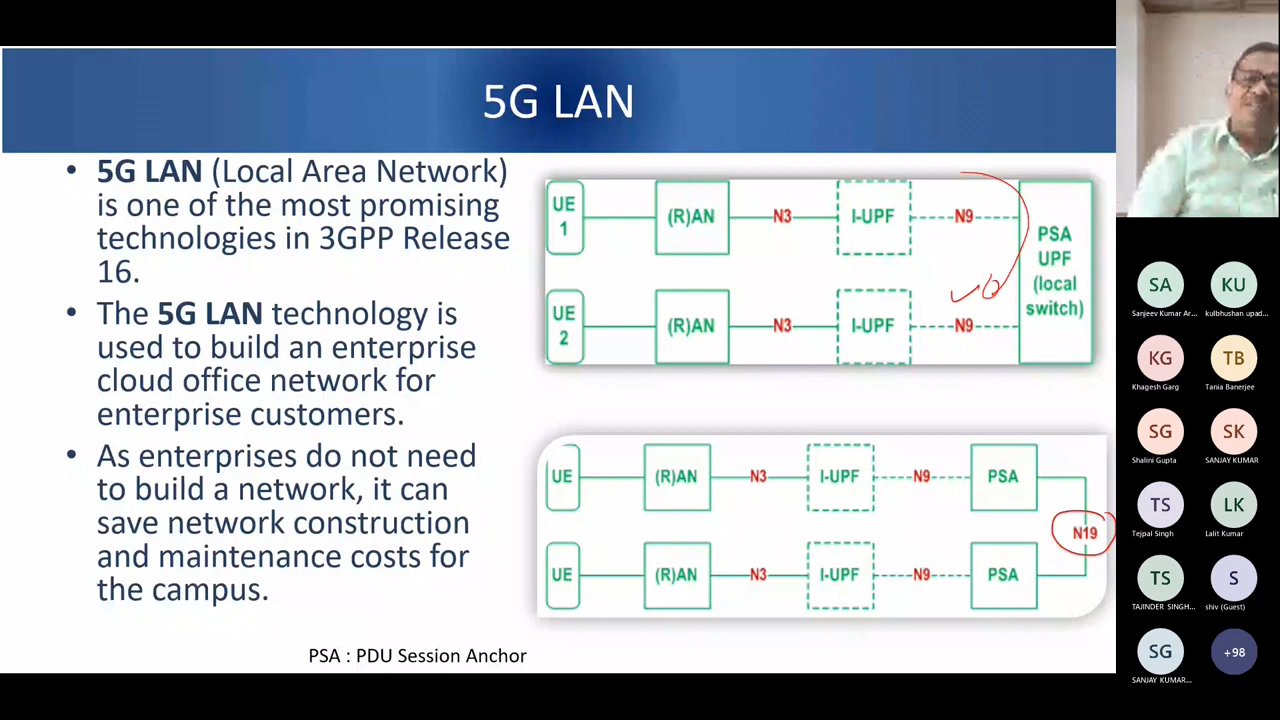 5G LAN
• 5G LAN (Local Area Network)
is one of the most promising
technologies in 3GPP Release
16.
• The 5G LAN technology is
used to build an enterprise
cloud office network for
enterprise customers.
• As enterprises do not need
to build a network, it can
save network construction
and maintenance costs for
the campus.
PSA : PDU Session Anchor
UE
1
(R)AN
N3
I-UPF
N9
UE
2
(R)AN
N3
I-UPF
N9
PSA
UPF
(local
switch)
UE
(R)AN
N3
I-UPF
N9
PSA
N19
UE
(R)AN
N3
I-UPF
N9
PSA
SA
Sanjeev Kumar Ar...
KU
kulbhushan upad...
KG
Khagesh Garg
TB
Tania Banerjee
SG
Shalini Gupta
SK
SANJAY KUMAR
TS
Tejpal Singh
LK
Lalit Kumar
TS
TAJINDER SINGH...
S
shiv (Guest)
SG
SANJAY KUMAR...
+98